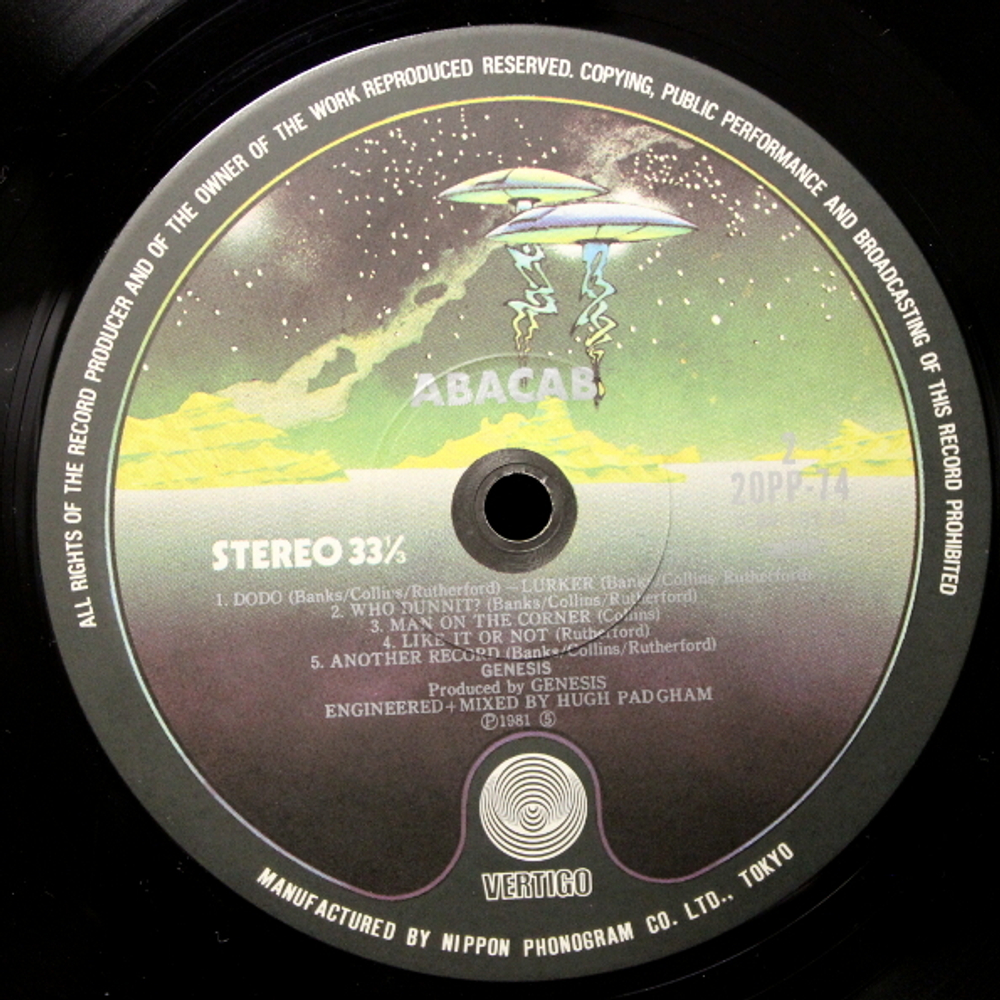 ALL RIGHTS OF THE RECORD PRODUCER AND OF THE OWNER OF THE WORK REPRODUCED RESERVED. COPYING, PUBLIC PERFORMANCE AND BROADCASTING OF THIS RECORD PROHIBITED
ABACAB
2
20PP-74
STEREO 33⅓
1. DODO (Banks/Collins/Rutherford) LURKER (Banks/Collins/Rutherford)
2. WHO DUNNIT? (Banks/Collins/Rutherford)
3. MAN ON THE CORNER (Collins)
4. LIKE IT OR NOT (Rutherford)
5. ANOTHER RECORD (Banks/Collins/Rutherford)
GENESIS
Produced by GENESIS
ENGINEERED+MIXED BY HUGH PADGHAM
Ⓟ1981 Ⓢ
VERTIGO
MANUFACTURED BY NIPPON PHONOGRAM CO. LTD., TOKYO